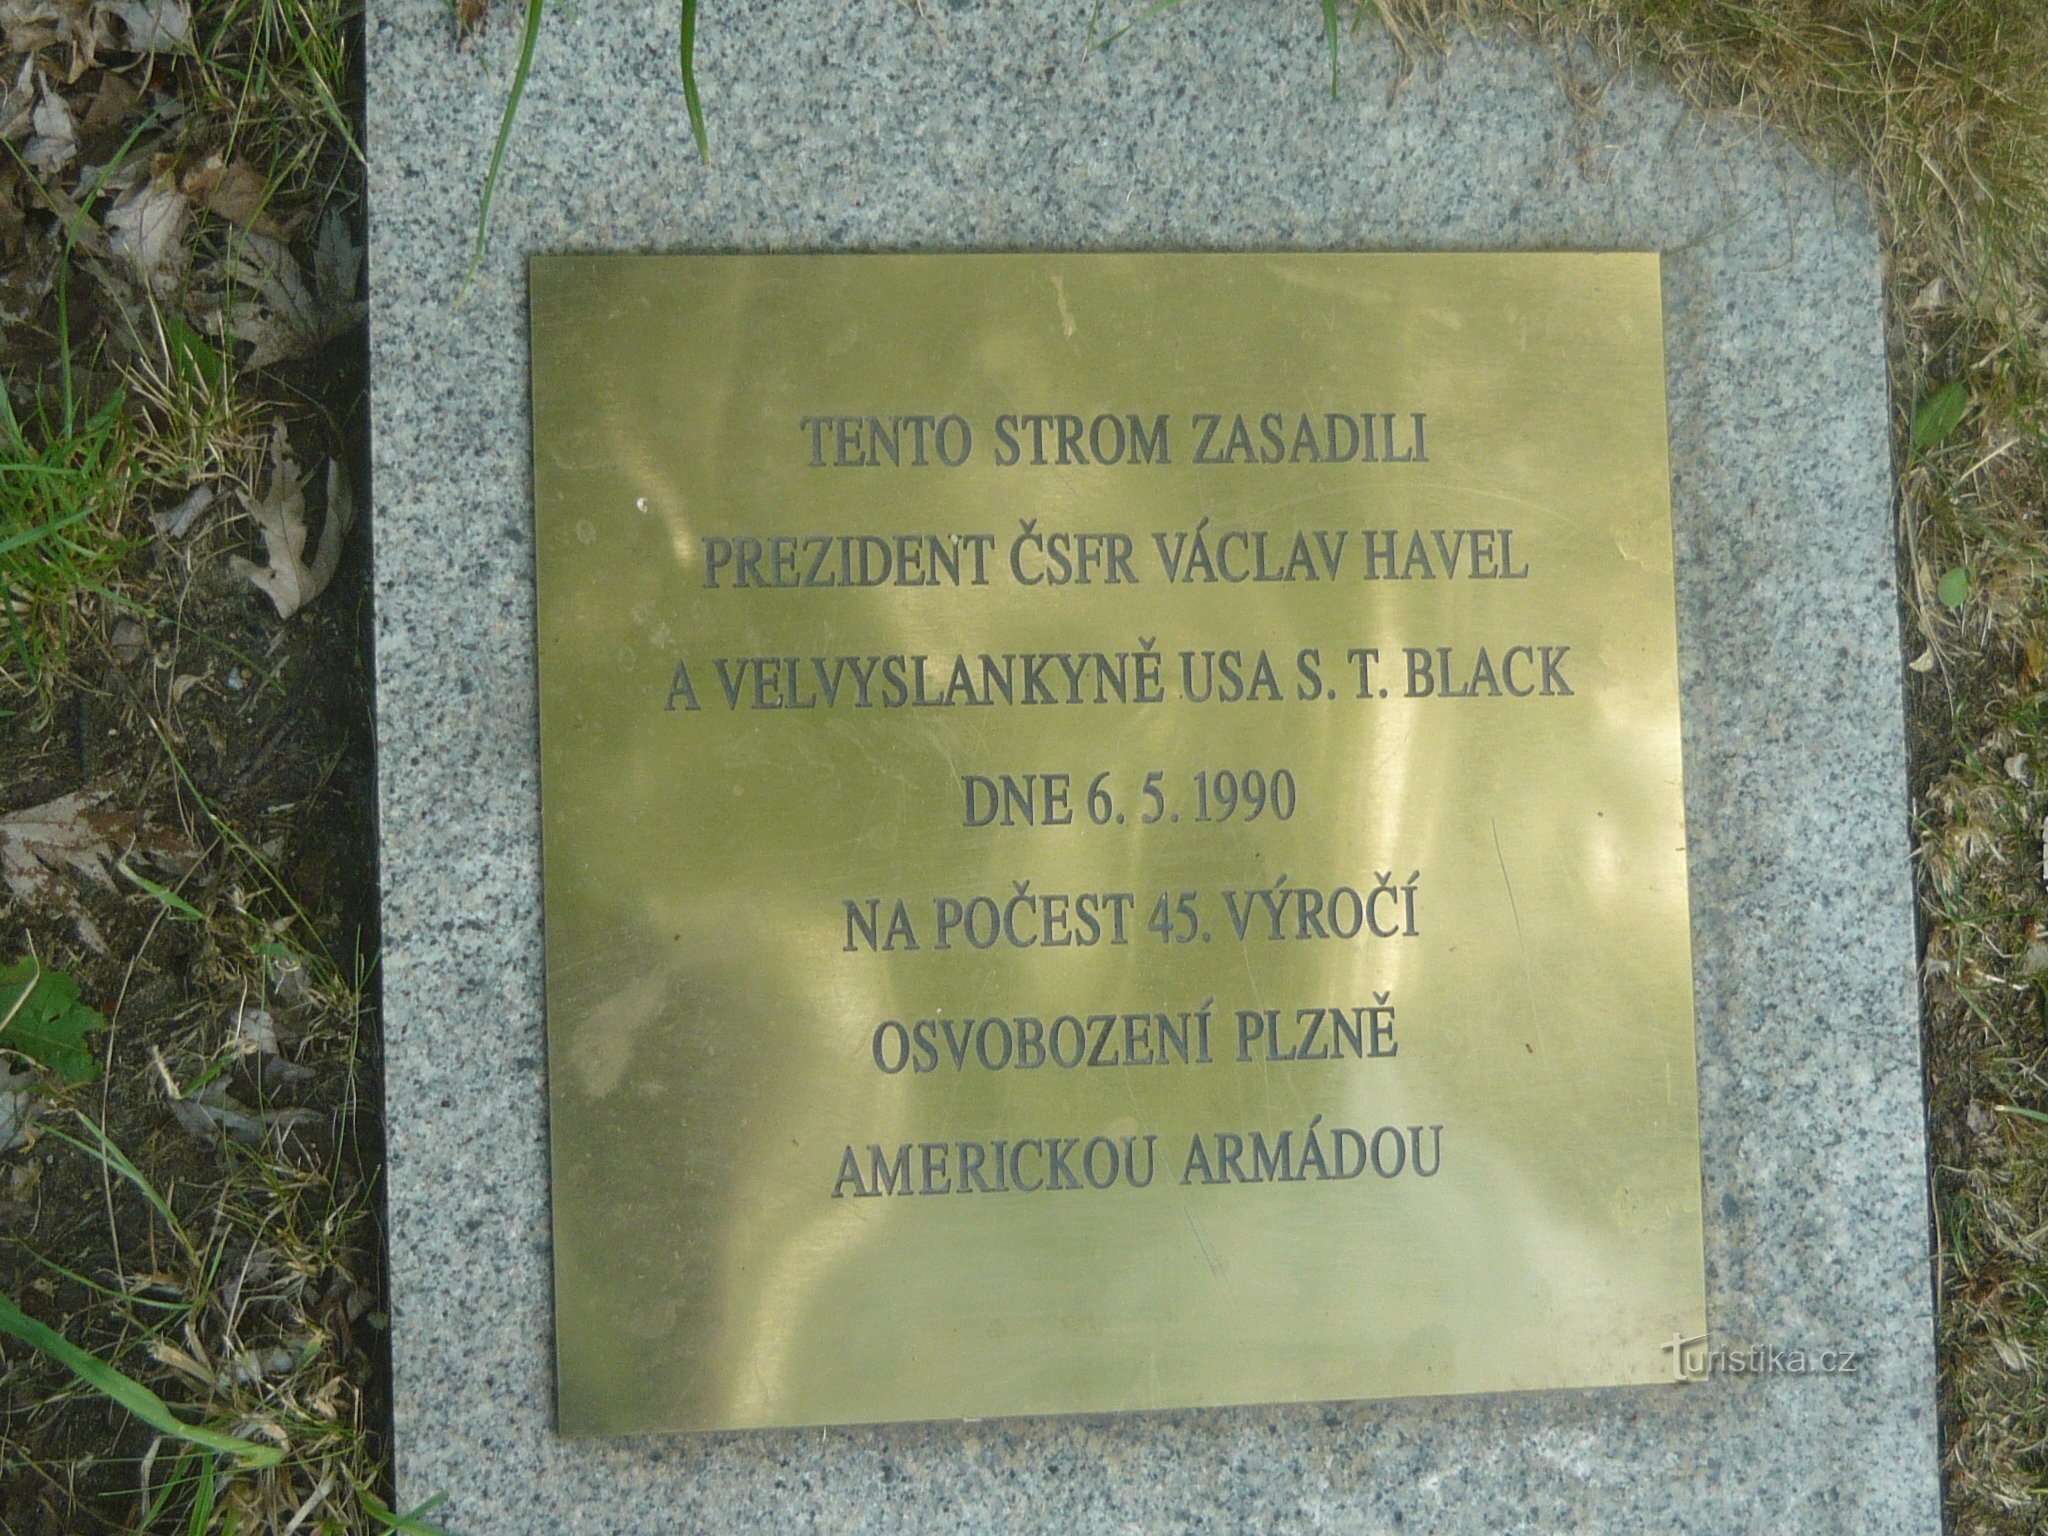 TENTO STROM ZASADILI
PREZIDENT ČSFR VÁCLAV HAVEL
A VELVYSLANKYNĚ USA S. T. BLACK
DNE 6. 5. 1990
NA POČEST 45. VÝROČÍ
OSVOBOZENÍ PLZNĚ
AMERICKOU ARMÁDOU
Turistika.cz